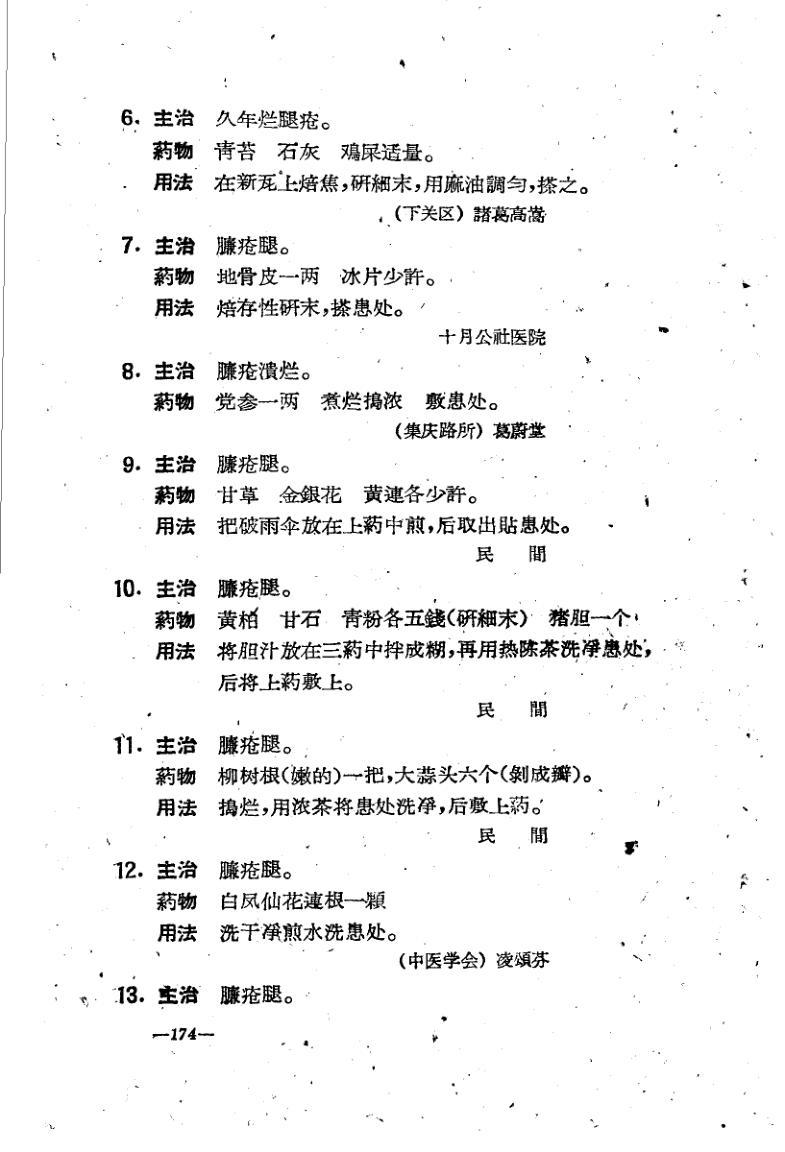 6. 主治 久年烂腿疮。
葯物 青苔 石灰 鸡屎适量。
用法 在新瓦上焙焦,研細末,用麻油調匀,搽之。
(下关区) 諸葛高嵩
7. 主治 臁疮腿。
葯物 地骨皮一两 冰片少許。
用法 焙存性研末,搽患处。
十月公社医院
8. 主治 臁疮潰烂。
葯物 党参一两 煮烂搗浓 敷患处。
(集庆路所) 葛蔚堂
9. 主治 臁疮腿。
葯物 甘草 金銀花 黄連各少許。
用法 把破雨伞放在上葯中煎,后取出貼患处。
民 間
10. 主治 臁疮腿。
葯物 黄柏 甘石 青粉各五錢(研細末) 猪胆一个
用法 将胆汁放在三葯中拌成糊,再用热陈茶洗淨患处,
后将上葯敷上。
民 間
11. 主治 臁疮腿。
葯物 柳树根(嫩的)一把,大蒜头六个(剝成瓣)。
用法 搗烂,用浓茶将患处洗淨,后敷上葯。
民 間
12. 主治 臁疮腿。
葯物 白凤仙花連根一顆
用法 洗干淨煎水洗患处。
(中医学会) 凌頌芬
13. 主治 臁疮腿。
—174—